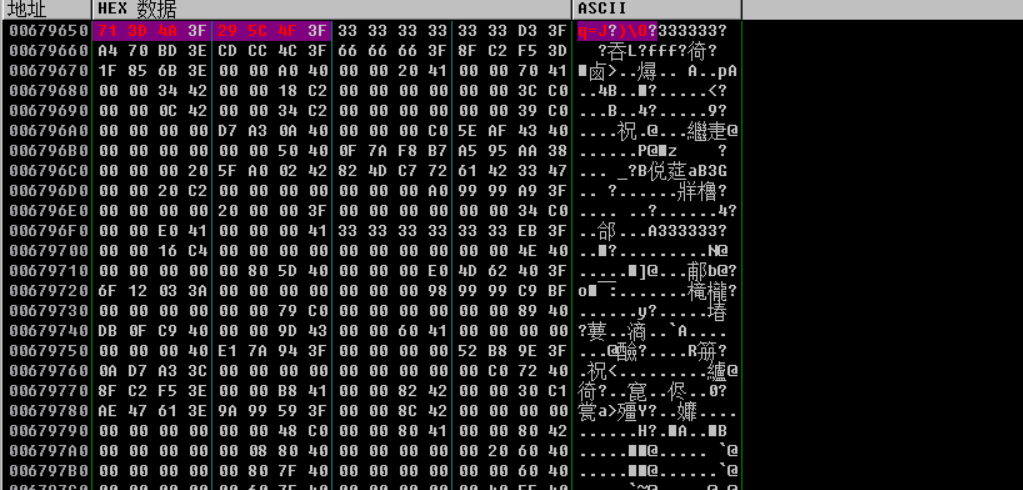 地址 HEX 数据 ASCII
00679650 71 3D 4A 3F 29 5C 4F 3F 33 33 33 33 33 33 D3 3F q=J?)\O?333333?
00679660 A4 70 BD 3E CD CC 4C 3F 66 66 66 3F 8F C2 F5 3D ?吞L?fff?徛?
00679670 1F 85 6B 3E 00 00 A0 40 00 00 20 41 00 00 70 41 ■卤>..燖.. A..pA
00679680 00 00 34 42 00 00 18 C2 00 00 00 00 00 00 3C C0 ..4B..■?.....<?
00679690 00 00 0C 42 00 00 34 C2 00 00 00 00 00 00 39 C0 ...B..4?.....9?
006796A0 00 00 00 00 D7 A3 0A 40 00 00 00 C0 5E AF 43 40 ....祝.@...
006796B0 00 00 00 00 00 00 50 40 0F 7A F8 B7 A5 95 AA 38 ......P@■z ?
006796C0 00 00 00 20 5F A0 02 42 82 4D C7 72 61 42 33 47 ... _?B aB3G
006796D0 00 00 20 C2 00 00 00 00 00 00 00 A0 99 99 A9 3F .. ?.......
006796E0 00 00 00 00 20 00 00 3F 00 00 00 00 00 00 34 C0 .... ..?......4?
006796F0 00 00 E0 41 00 00 00 41 33 33 33 33 33 33 EB 3F ..郃...A333333?
00679700 00 00 16 C4 00 00 00 00 00 00 00 00 00 00 4E 40 ..■?.........N@
00679710 00 00 00 00 00 80 5D 40 00 00 00 E0 4D 62 40 3F .....■]@...郙b@?
00679720 6F 12 03 3A 00 00 00 00 00 00 00 98 99 99 C9 BF
00679730 00 00 00 00 00 00 79 C0 00 00 00 00 00 00 89 40 ......y?.....堾
00679740 DB 0F C9 40 00 00 9D 43 00 00 60 41 00 00 00 00 ..`A....
00679750 00 00 00 40 E1 7A 94 3F 00 00 00 00 52 B8 9E 3F ...@醶?....R笧?
00679760 0A D7 A3 3C 00 00 00 00 00 00 00 00 00 C0 72 40 .祝<.........纑@
00679770 8F C2 F5 3E 00 00 B8 41 00 00 82 42 00 00 30 C1 徛?..窤..侭..0?
00679780 AE 47 61 3E 9A 99 59 3F 00 00 8C 42 00 00 00 00 甮a>殭Y?..孊....
00679790 00 00 00 00 00 00 48 C0 00 00 80 41 00 00 80 42 ......H?.■A..■B
006797A0 00 00 00 00 00 08 80 40 00 00 00 00 00 20 60 40 .....■■@..... `@
006797B0 00 00 00 00 00 80 7F 40 00 00 00 00 00 00 60 40 .....■■@......`@